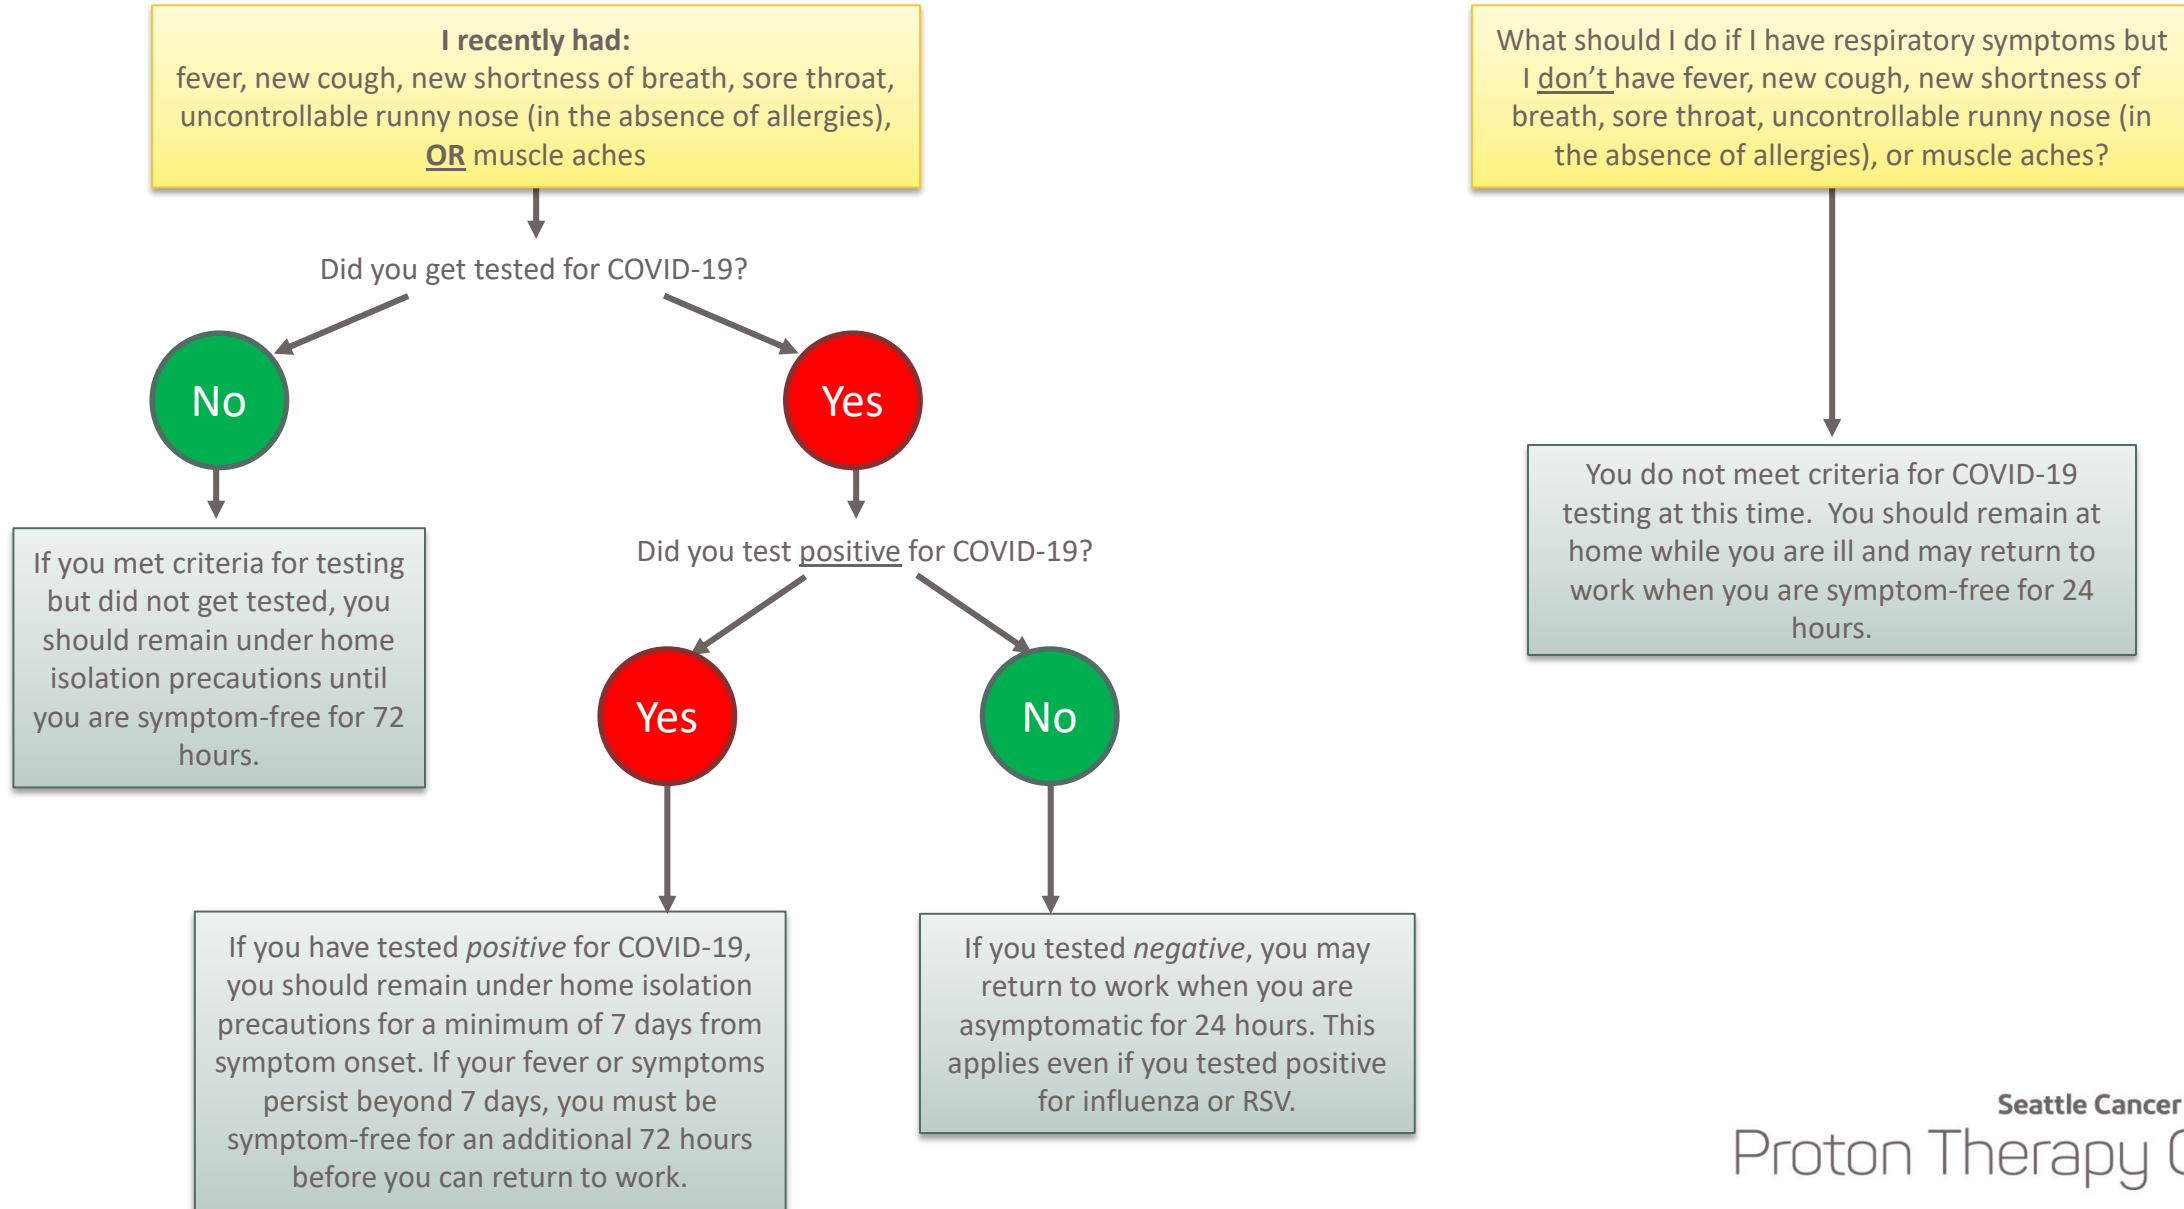 I recently had:
fever, new cough, new shortness of breath, sore throat,
uncontrollable runny nose (in the absence of allergies),
OR muscle aches
Did you get tested for COVID-19?
No
Yes
If you met criteria for testing
but did not get tested, you
should remain under home
isolation precautions until
you are symptom-free for 72
hours.
Did you test positive for COVID-19?
Yes
No
If you have tested positive for COVID-19,
you should remain under home isolation
precautions for a minimum of 7 days from
symptom onset. If your fever or symptoms
persist beyond 7 days, you must be
symptom-free for an additional 72 hours
before you can return to work.
If you tested negative, you may
return to work when you are
asymptomatic for 24 hours. This
applies even if you tested positive
for influenza or RSV.
What should I do if I have respiratory symptoms but
I don’t have fever, new cough, new shortness of
breath, sore throat, uncontrollable runny nose (in
the absence of allergies), or muscle aches?
You do not meet criteria for COVID-19
testing at this time.  You should remain at
home while you are ill and may return to
work when you are symptom-free for 24
hours.
Seattle Cancer
Proton Therapy